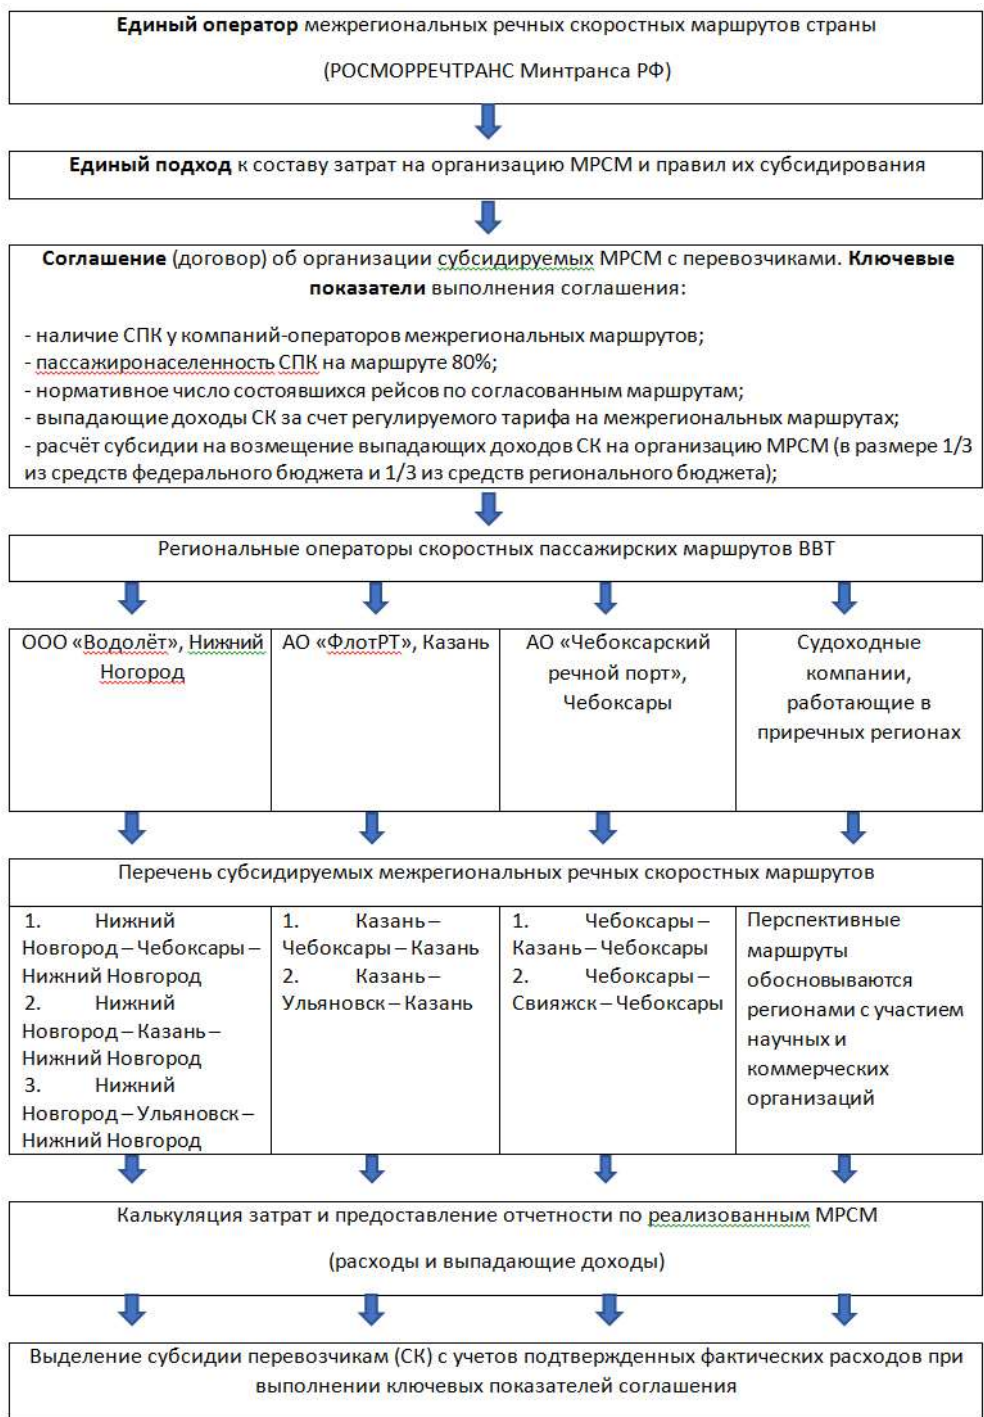 Единый оператор межрегиональных речных скоростных маршрутов страны
(РОСМОРРЕЧТРАНС Минтранса РФ)
Единый подход к составу затрат на организацию МРСМ и правил их субсидирования
Соглашение (договор) об организации субсидируемых МРСМ с перевозчиками. Ключевые
показатели выполнения соглашения:
- наличие СПК у компаний-операторов межрегиональных маршрутов;
- пассажиронаселенность СПК на маршруте 80%;
- нормативное число состоявшихся рейсов по согласованным маршрутам;
- выпадающие доходы СК за счет регулируемого тарифа на межрегиональных маршрутах;
- расчёт субсидии на возмещение выпадающих доходов СК на организацию МРСМ (в размере 1/3
из средств федерального бюджета и 1/3 из средств регионального бюджета);
Региональные операторы скоростных пассажирских маршрутов ВВТ
ООО «Водолёт», Нижний
Ногород
АО «ФлотРТ», Казань
АО «Чебоксарский
речной порт»,
Чебоксары
Судоходные
компании,
работающие в
приречных регионах
Перечень субсидируемых межрегиональных речных скоростных маршрутов
1. Нижний
Новгород – Чебоксары –
Нижний Новгород
2. Нижний
Новгород – Казань –
Нижний Новгород
3. Нижний
Новгород – Ульяновск –
Нижний Новгород
1. Казань –
Чебоксары – Казань
2. Казань –
Ульяновск – Казань
1. Чебоксары –
Казань – Чебоксары
2. Чебоксары –
Свияжск – Чебоксары
Перспективные
маршруты
обосновываются
регионами с участием
научных и
коммерческих
организаций
Калькуляция затрат и предоставление отчетности по реализованным МРСМ
(расходы и выпадающие доходы)
Выделение субсидии перевозчикам (СК) с учетов подтвержденных фактических расходов при
выполнении ключевых показателей соглашения